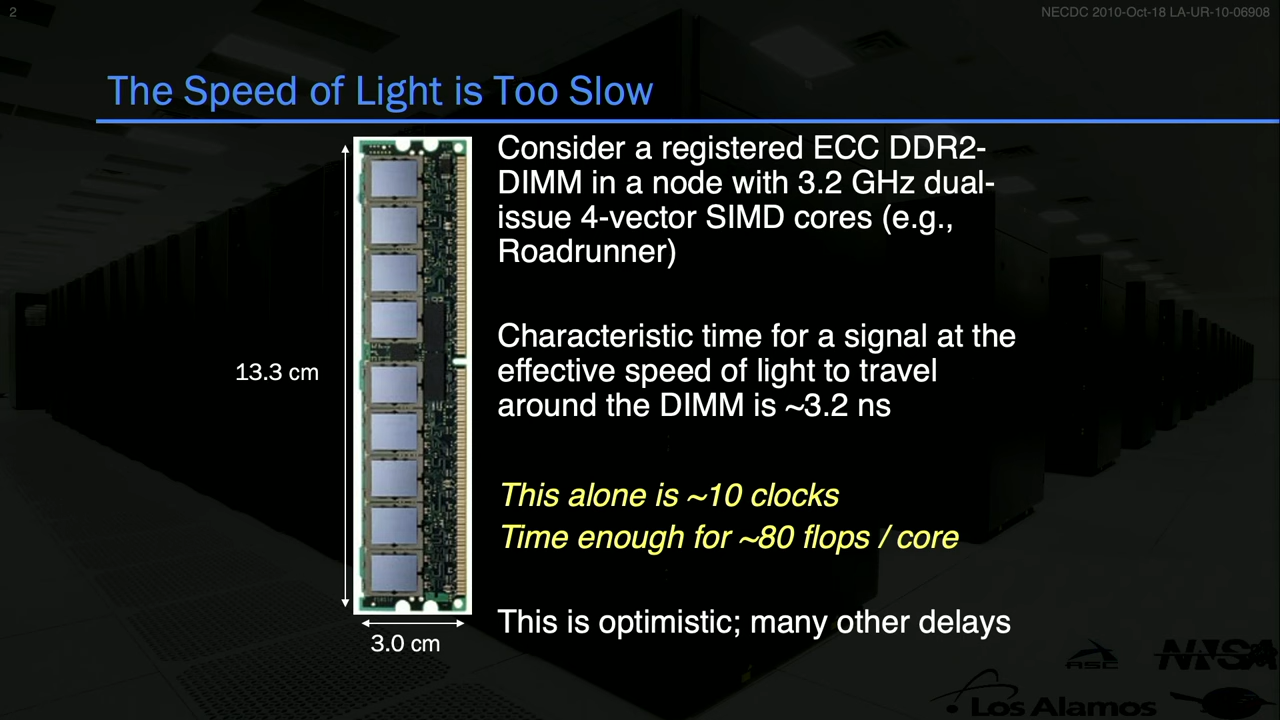 2
NECDC 2010-Oct-18 LA-UR-10-06908
The Speed of Light is Too Slow
Consider a registered ECC DDR2-
DIMM in a node with 3.2 GHz dual-
issue 4-vector SIMD cores (e.g.,
Roadrunner)
Characteristic time for a signal at the
effective speed of light to travel
around the DIMM is ~3.2 ns
13.3 cm
This alone is ~10 clocks
Time enough for ~80 flops / core
This is optimistic; many other delays
3.0 cm
ASC
NNSA
Los Alamos